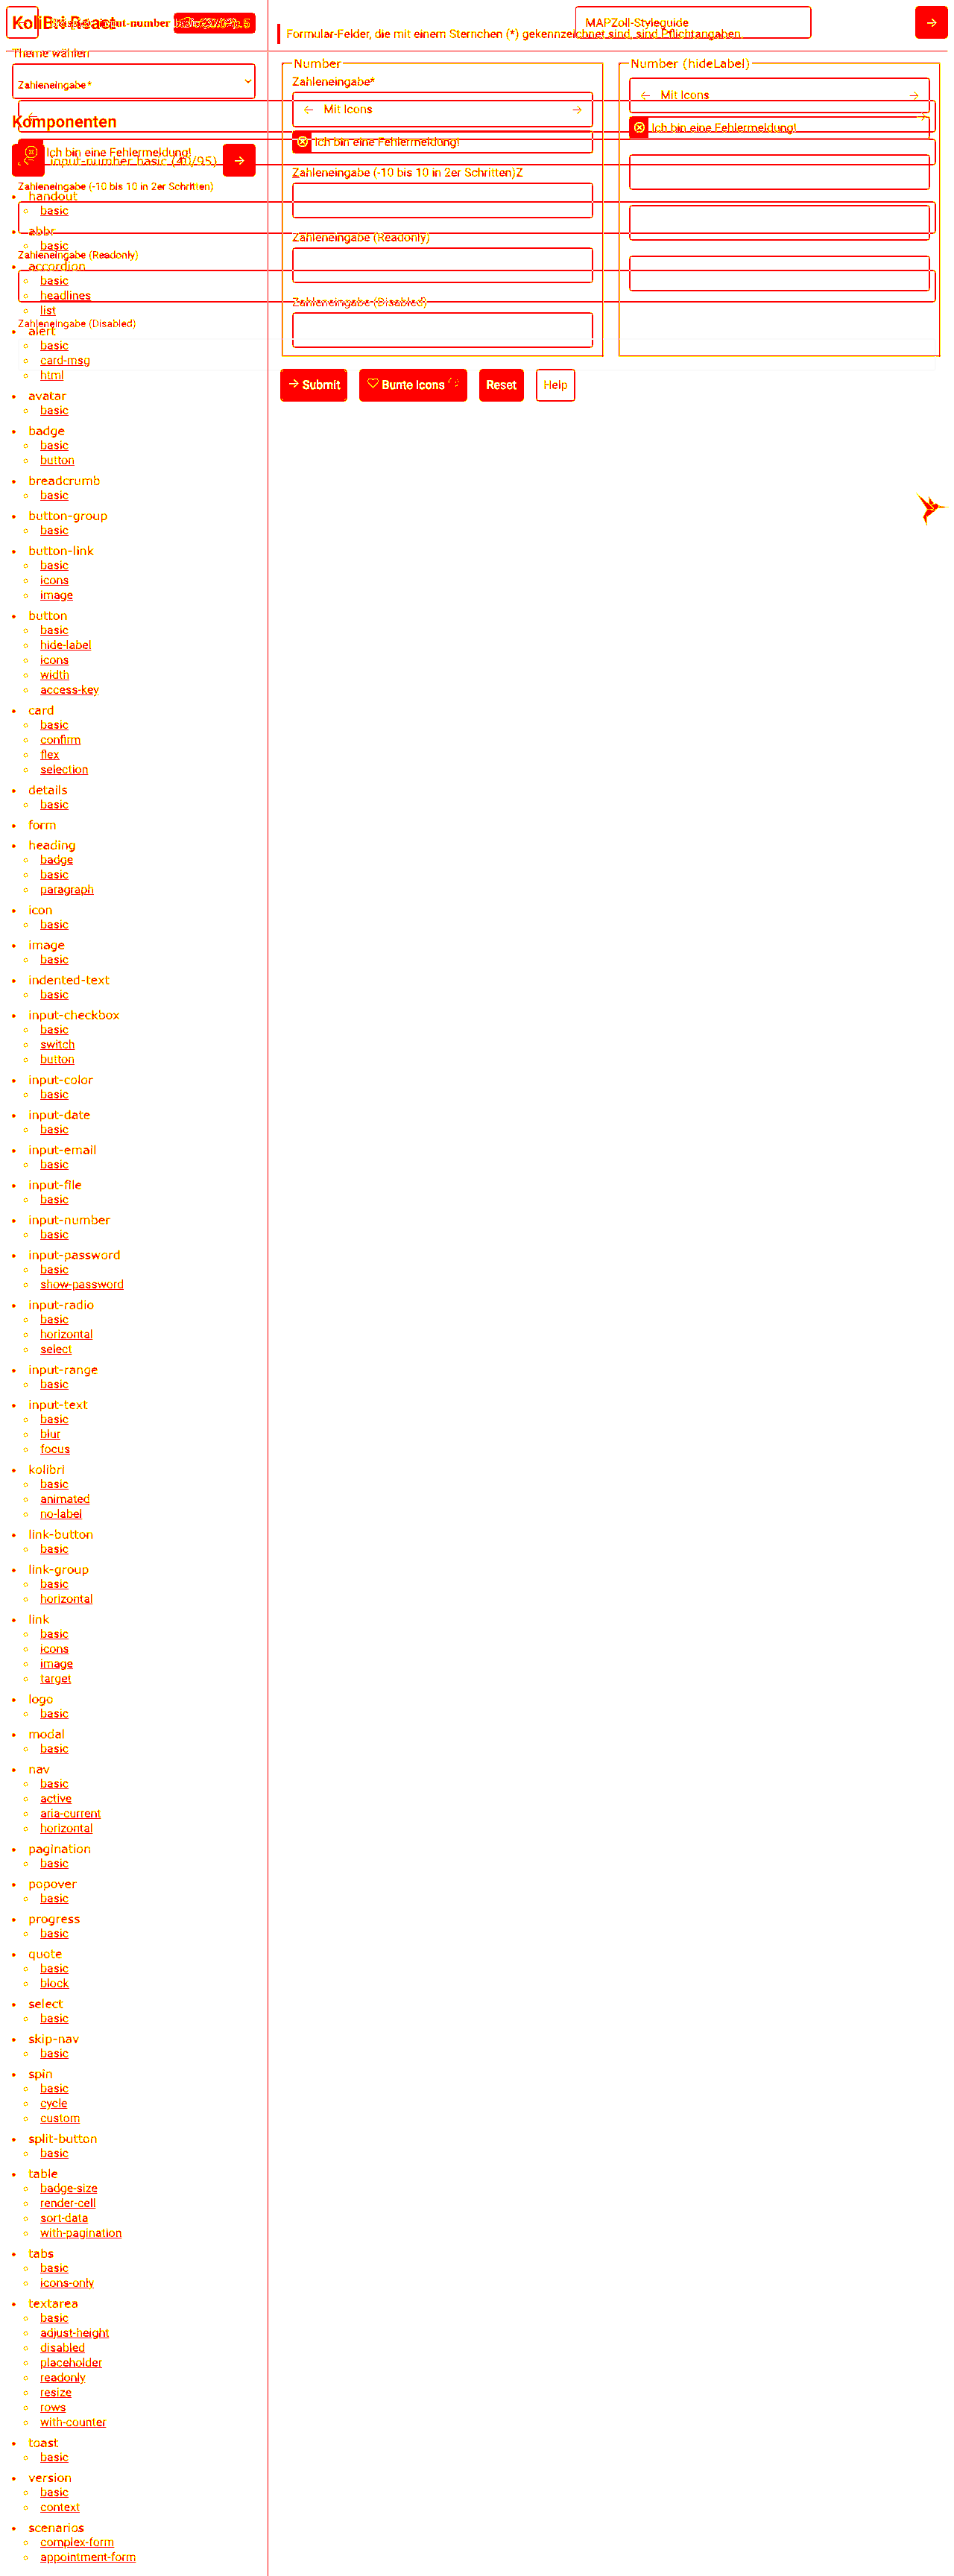 KoliBri React
MAPZoll-Styleguide
Formular-Felder, die mit einem Sternchen (*) gekennzeichnet sind, sind Pflichtangaben.
Theme wählen
Zahleneingabe*
Number
Zahleneingabe*
Mit Icons
Ich bin eine Fehlermeldung!
Zahleneingabe (-10 bis 10 in 2er Schritten)
Zahleneingabe (Readonly)
Zahleneingabe (Disabled)
Number (hideLabel)
Mit Icons
Ich bin eine Fehlermeldung!
Submit
Bunte Icons
Reset
Help
Komponenten
Ich bin eine Fehlermeldung!
input-number basic
Zahleneingabe (-10 bis 10 in 2er Schritten)
handout
basic
abbr
basic
Zahleneingabe (Readonly)
accordion
basic
headlines
list
Zahleneingabe (Disabled)
alert
basic
card-msg
html
avatar
basic
badge
basic
button
breadcrumb
basic
button-group
basic
button-link
basic
icons
image
button
basic
hide-label
icons
width
access-key
card
basic
confirm
flex
selection
details
basic
form
heading
badge
basic
paragraph
icon
basic
image
basic
indented-text
basic
input-checkbox
basic
switch
button
input-color
basic
input-date
basic
input-email
basic
input-file
basic
input-number
basic
input-password
basic
show-password
input-radio
basic
horizontal
select
input-range
basic
input-text
basic
blur
focus
kolibri
basic
animated
no-label
link-button
basic
link-group
basic
horizontal
link
basic
icons
image
target
logo
basic
modal
basic
nav
basic
active
aria-current
horizontal
pagination
basic
popover
basic
progress
basic
quote
basic
block
select
basic
skip-nav
basic
spin
basic
cycle
custom
split-button
basic
table
badge-size
render-cell
sort-data
with-pagination
tabs
basic
icons-only
textarea
basic
adjust-height
disabled
placeholder
readonly
resize
rows
with-counter
toast
basic
version
basic
context
scenarios
complex-form
appointment-form